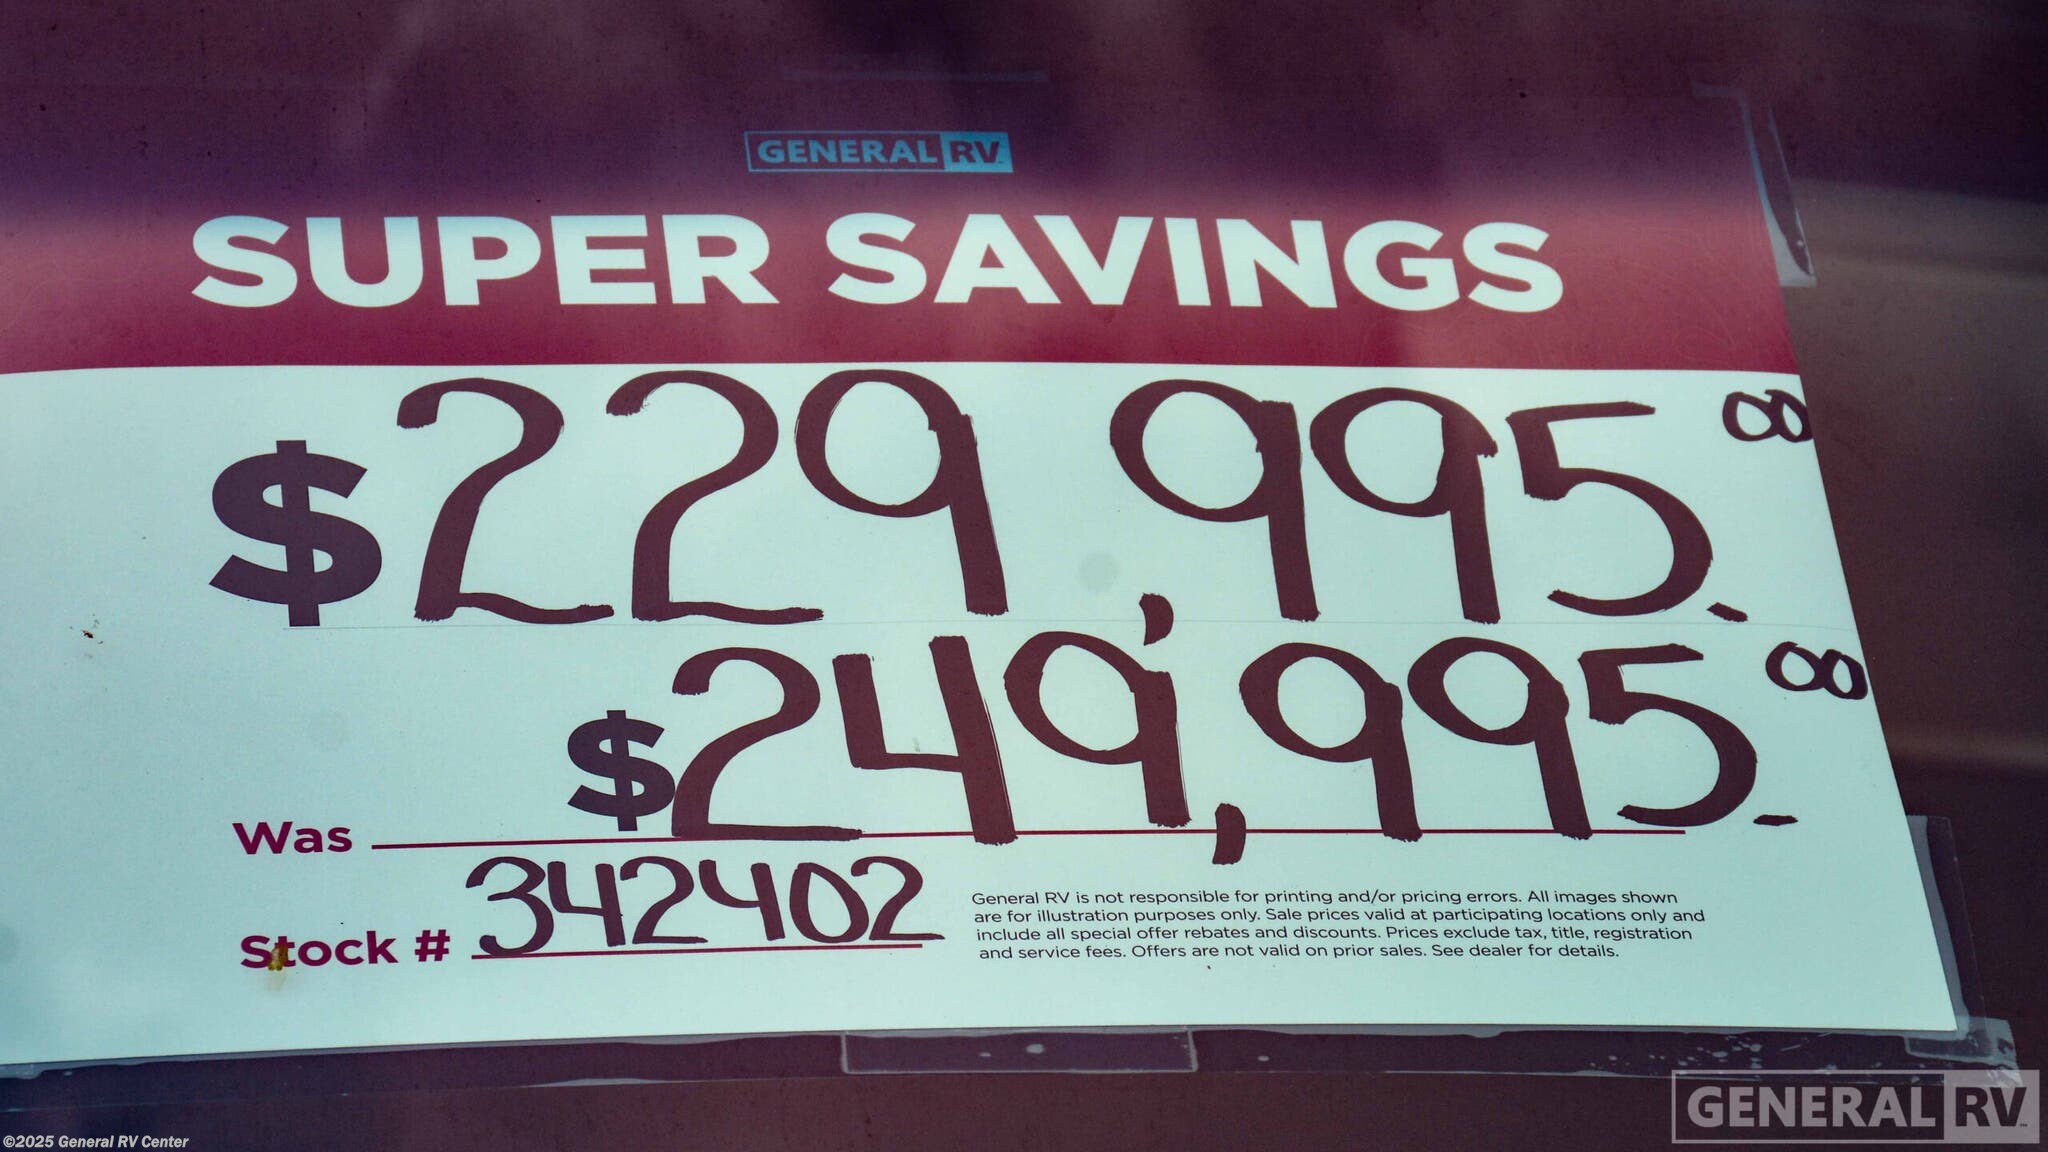 GENERAL RV
SUPER SAVINGS
$229,995.00
Was $249,995.00
Stock # 342402
General RV is not responsible for printing and/or pricing errors. All images shown
are for illustration purposes only. Sale prices valid at participating locations only and
include all special offer rebates and discounts. Prices exclude tax, title, registration
and service fees. Offers are not valid on prior sales. See dealer for details.
GENERAL RV
©2025 General RV Center